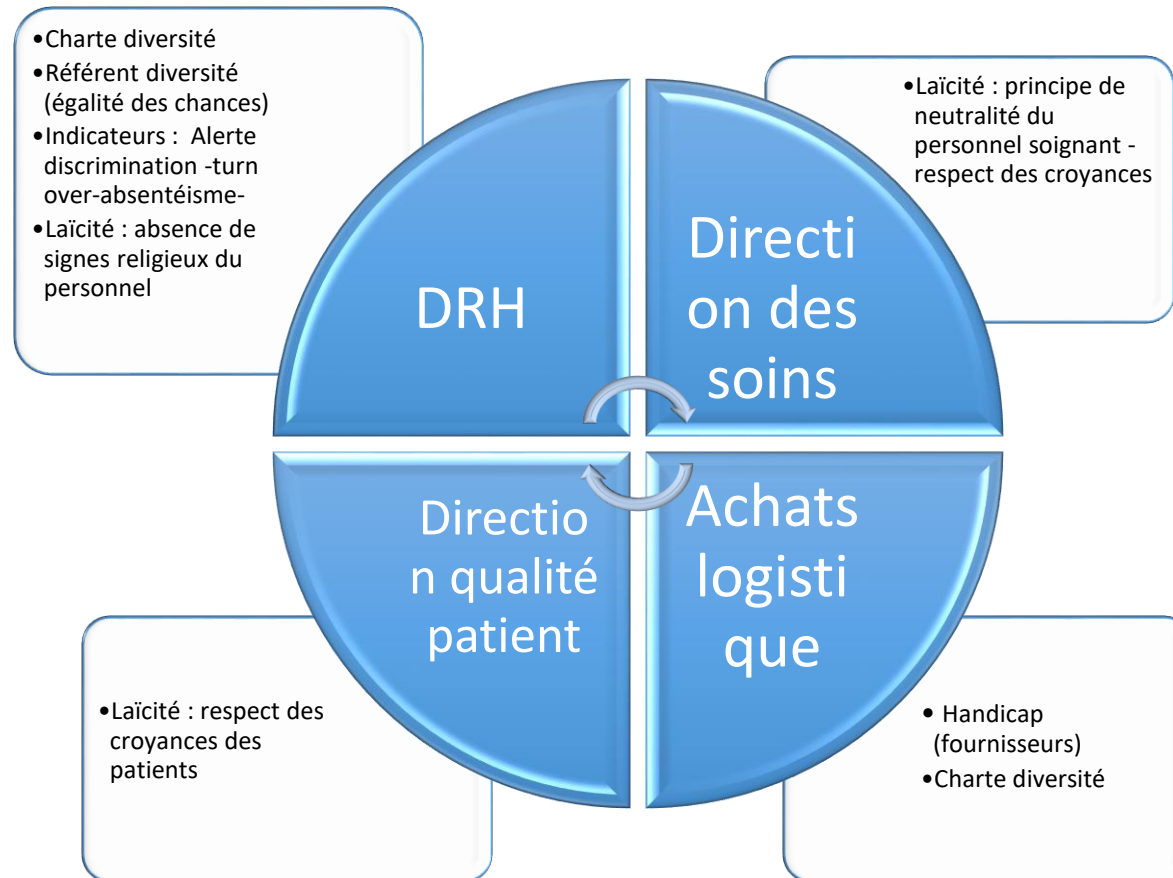 •Charte diversité
•Référent diversité
(égalité des chances)
•Indicateurs :  Alerte
discrimination -turn
over-absentéisme-
•Laïcité : absence de
signes religieux du
personnel
•Laïcité : principe de
neutralité du
personnel soignant -
respect des croyances
DRH
Directi
on des
soins
Directio
n qualité
patient
Achats
logisti
que
•Laïcité : respect des
croyances des
patients
• Handicap
(fournisseurs)
•Charte diversité